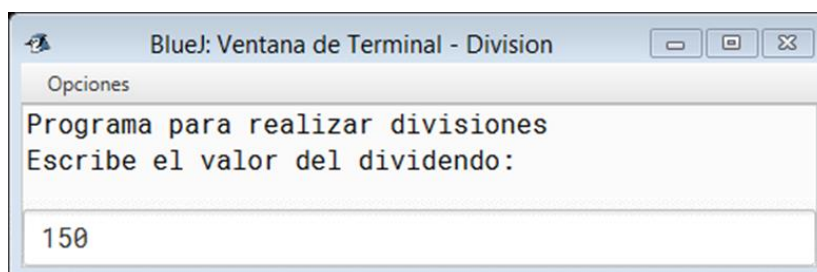 BlueJ: Ventana de Terminal - Division
Opciones
Programa para realizar divisiones
Escribe el valor del dividendo:
150